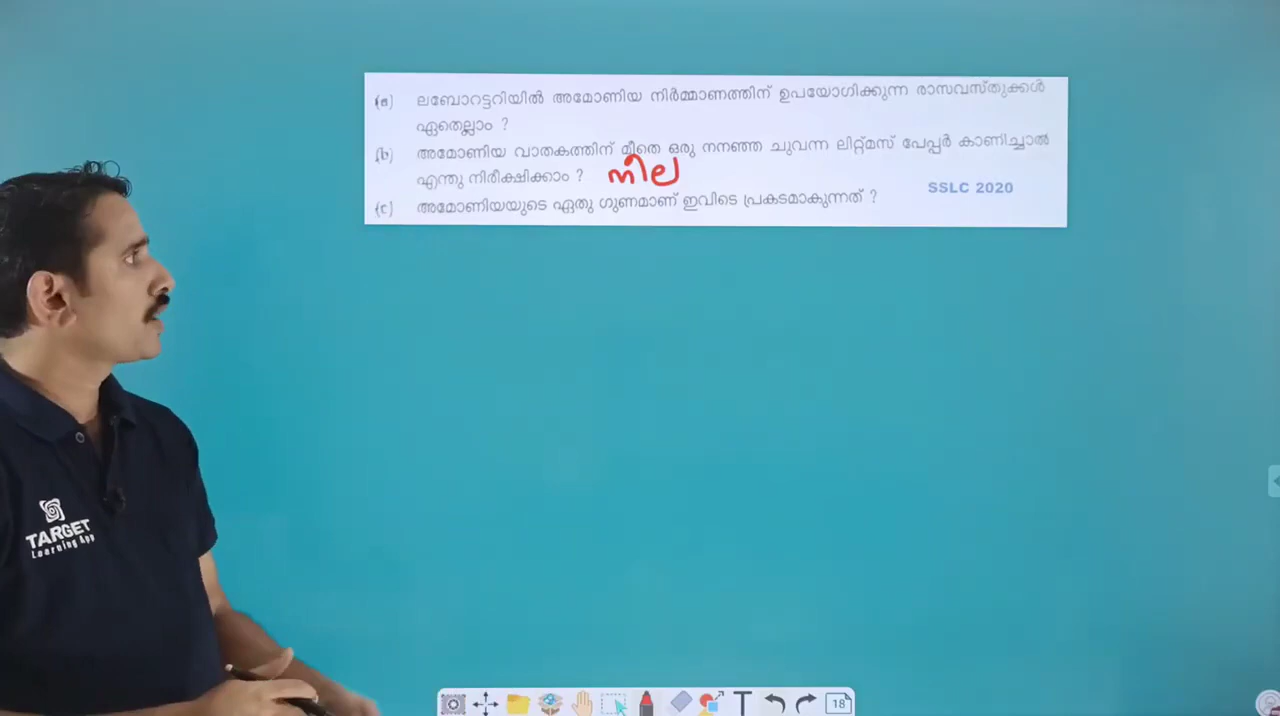 (a) ലബോറട്ടറിയിൽ അമോണിയ നിർമ്മാണത്തിന് ഉപയോഗിക്കുന്ന രാസവസ്തുക്കൾ
ഏതെല്ലാം ?
(b) അമോണിയ വാതകത്തിന് മീതെ ഒരു നനഞ്ഞ ചുവന്ന ലിറ്റ്മസ് പേപ്പർ കാണിച്ചാൽ
എന്തു നിരീക്ഷിക്കാം ? നീല
SSLC 2020
(c) അമോണിയയുടെ ഏതു ഗുണമാണ് ഇവിടെ പ്രകടമാകുന്നത് ?
TARGET
Learning App
T
18